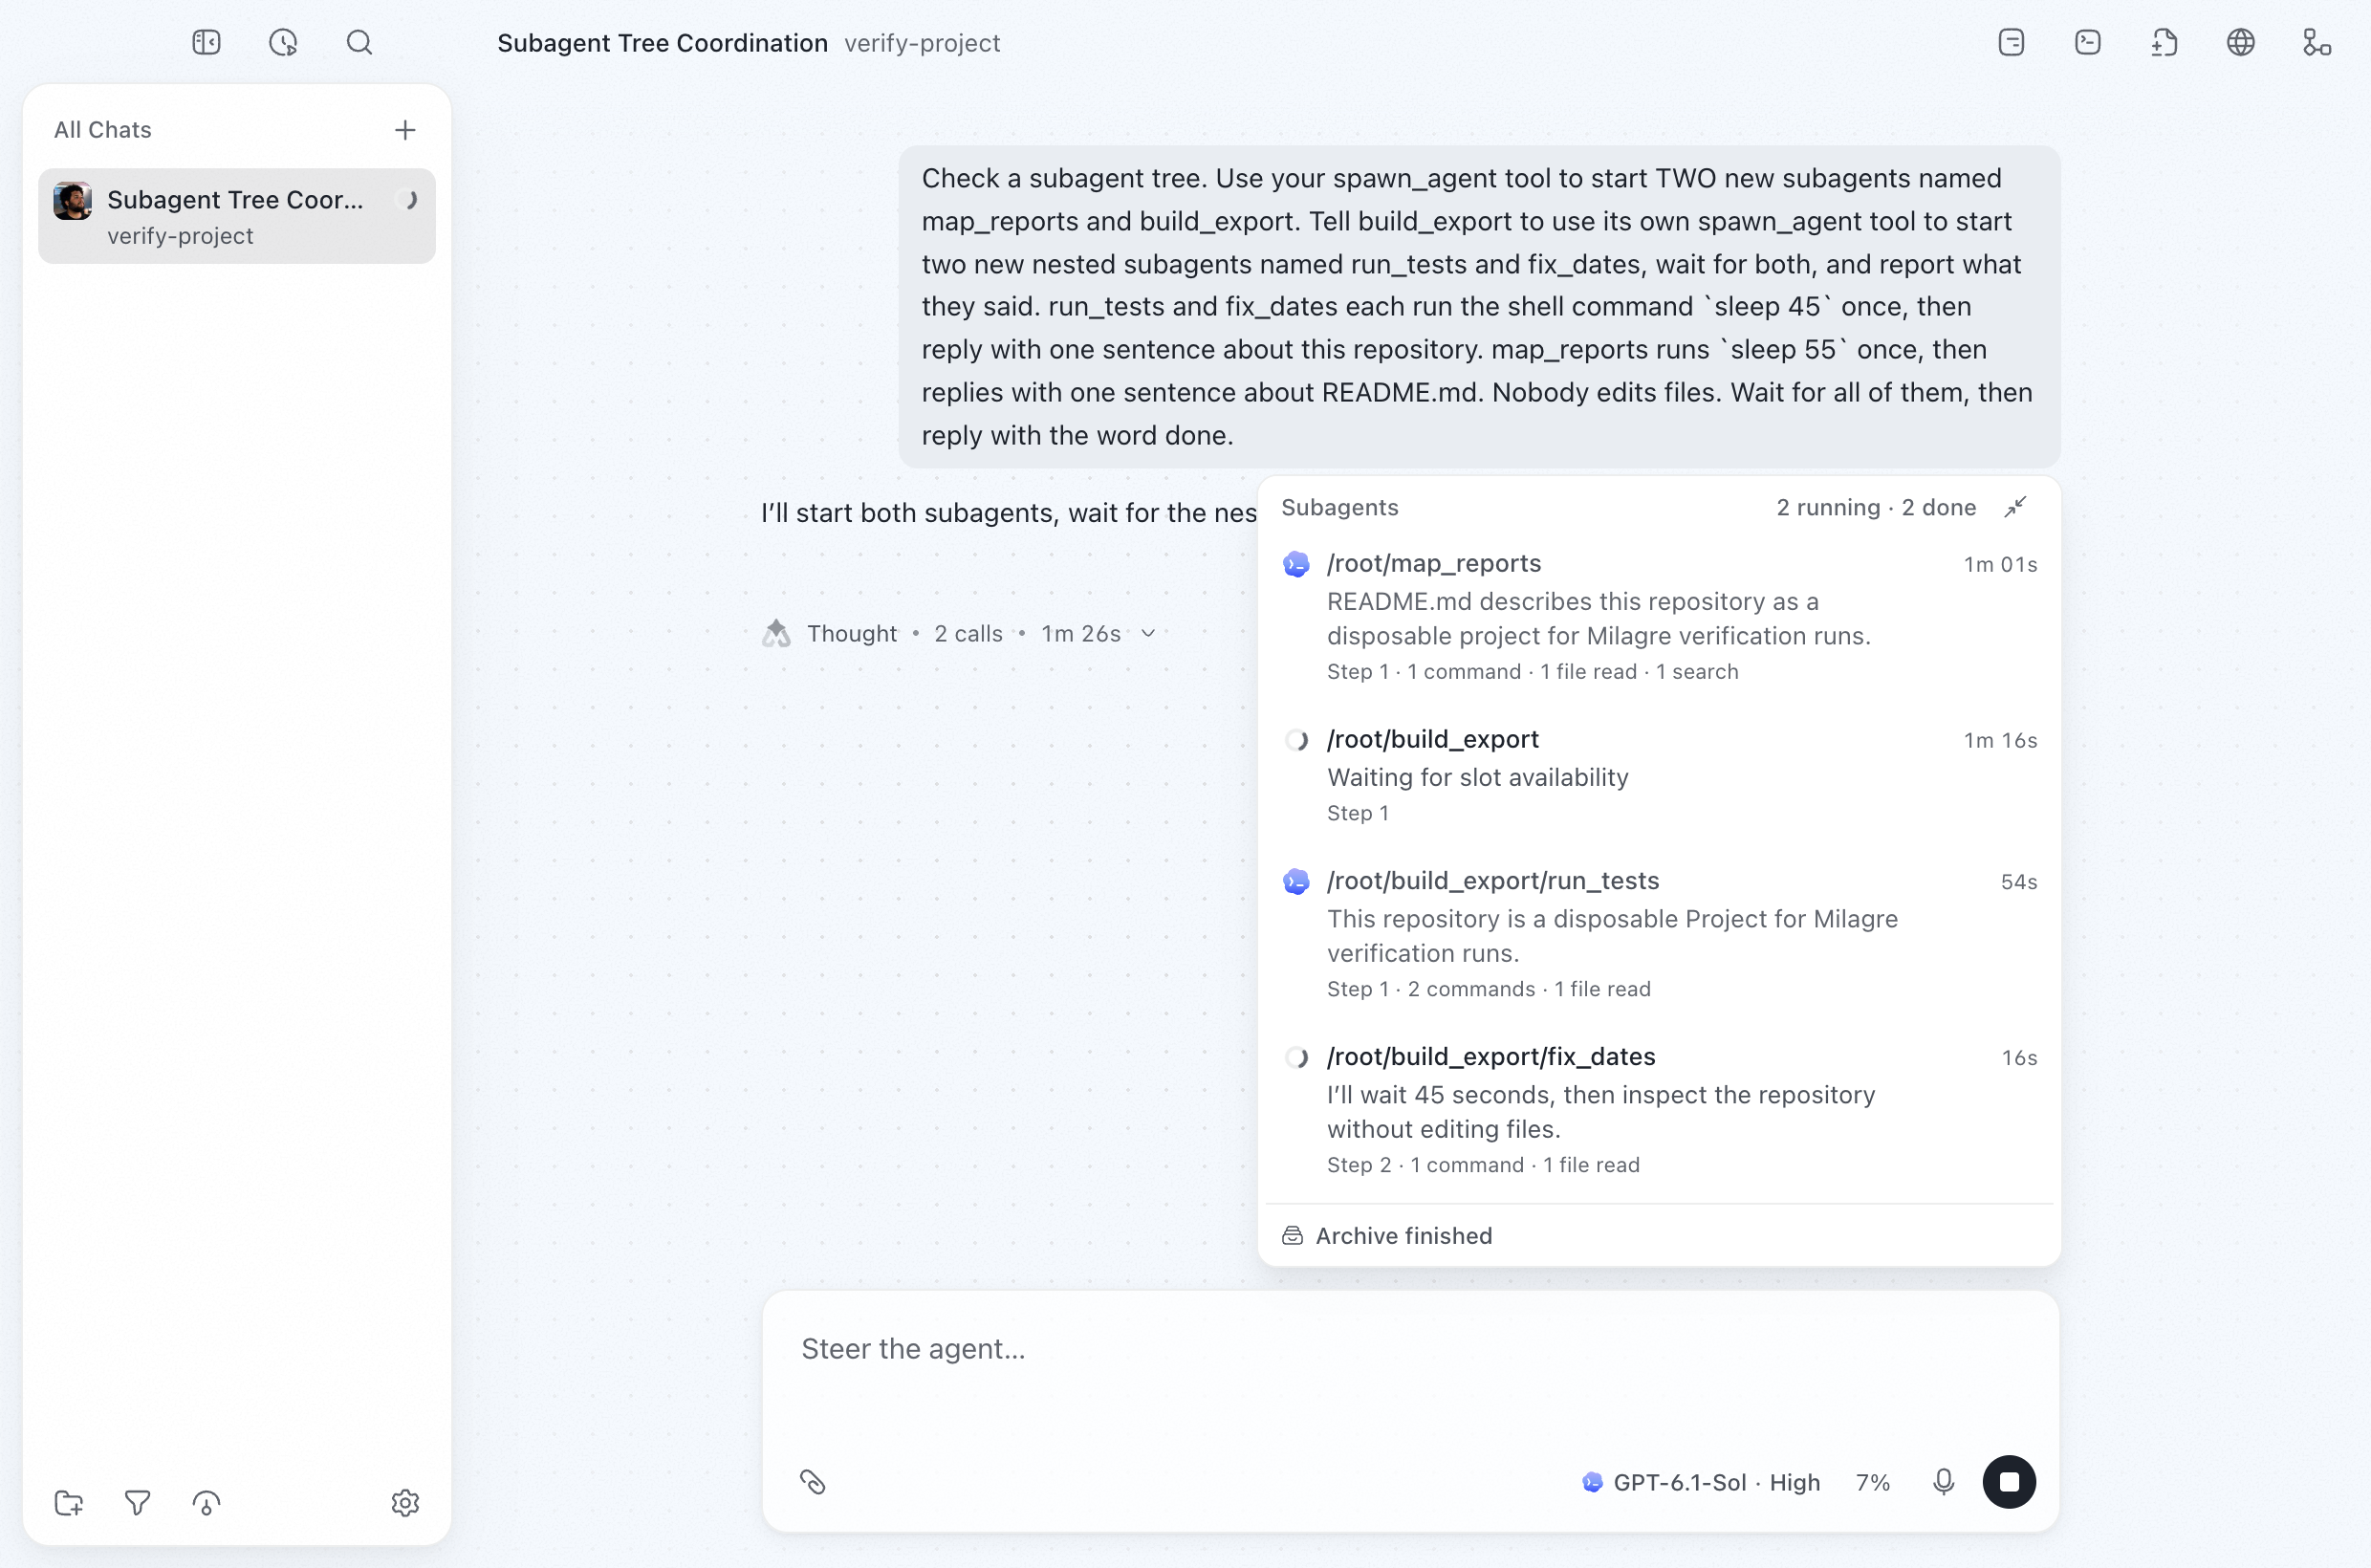 Subagent Tree Coordination verify-project
All Chats
Subagent Tree Coor...
verify-project
Check a subagent tree. Use your spawn_agent tool to start TWO new subagents named
map_reports and build_export. Tell build_export to use its own spawn_agent tool to start
two new nested subagents named run_tests and fix_dates, wait for both, and report what
they said. run_tests and fix_dates each run the shell command `sleep 45` once, then
reply with one sentence about this repository. map_reports runs `sleep 55` once, then
replies with one sentence about README.md. Nobody edits files. Wait for all of them, then
reply with the word done.
I’ll start both subagents, wait for the nes
Thought • 2 calls • 1m 26s
Subagents 2 running · 2 done
/root/map_reports 1m 01s
README.md describes this repository as a
disposable project for Milagre verification runs.
Step 1 · 1 command · 1 file read · 1 search
/root/build_export 1m 16s
Waiting for slot availability
Step 1
/root/build_export/run_tests 54s
This repository is a disposable Project for Milagre
verification runs.
Step 1 · 2 commands · 1 file read
/root/build_export/fix_dates 16s
I’ll wait 45 seconds, then inspect the repository
without editing files.
Step 2 · 1 command · 1 file read
Archive finished
Steer the agent...
GPT-6.1-Sol · High 7%